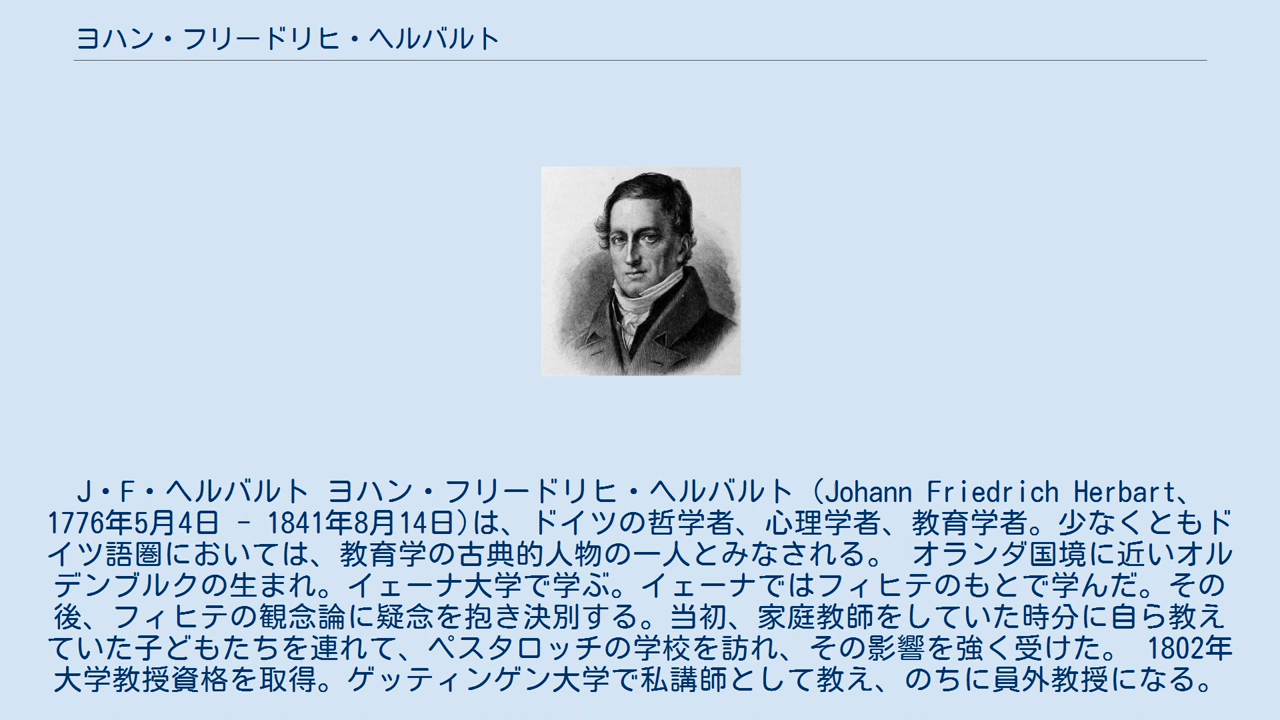 ヨハン・フリードリヒ・ヘルバルト
J・F・ヘルバルト ヨハン・フリードリヒ・ヘルバルト (Johann Friedrich Herbart、
1776年5月4日 - 1841年8月14日)は、ドイツの哲学者、心理学者、教育学者。少なくともド
イツ語圏においては、教育学の古典的人物の一人とみなされる。 オランダ国境に近いオル
デンブルクの生まれ。イェーナ大学で学ぶ。イェーナではフィヒテのもとで学んだ。その
後、フィヒテの観念論に疑念を抱き決別する。当初、家庭教師をしていた時分に自ら教え
ていた子どもたちを連れて、ペスタロッチの学校を訪れ、その影響を強く受けた。 1802年
大学教授資格を取得。ゲッティンゲン大学で私講師として教え、のちに員外教授になる。